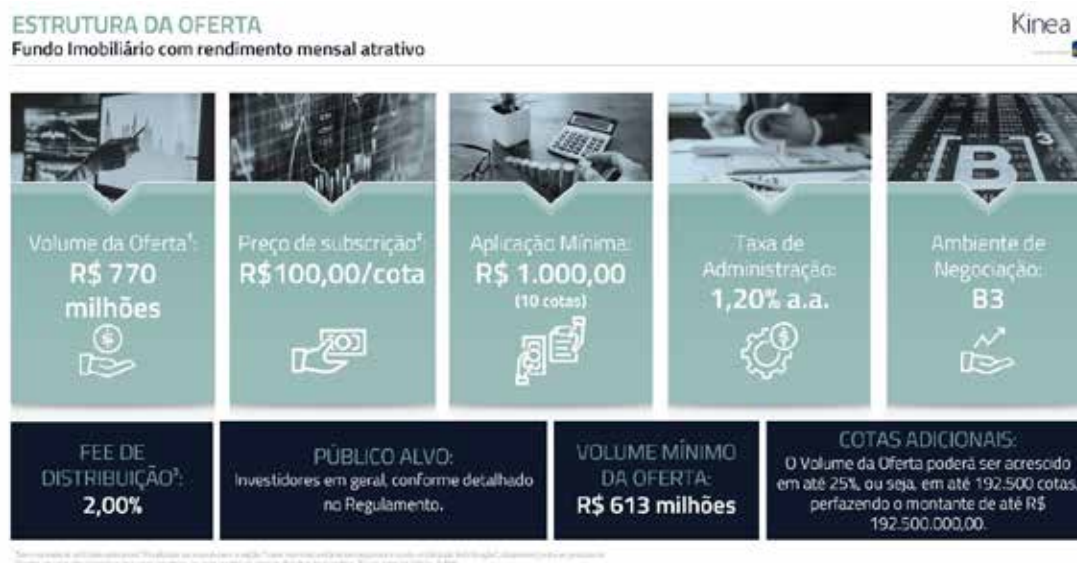 ESTRUTURA DA OFERTA
Fundo Imobiliário com rendimento mensal atrativo
Kinea
Volume da Oferta¹:
R$ 770
milhões
Preço de subscrição²:
R$100,00/cota
Aplicação Mínima:
R$ 1.000,00
(10 cotas)
Taxa de
Administração:
1,20% a.a.
[B]³
Ambiente de
Negociação:
B3
FEE DE
DISTRIBUIÇÃO³:
2,00%
PÚBLICO ALVO:
Investidores em geral, conforme detalhado
no Regulamento.
VOLUME MÍNIMO
DA OFERTA:
R$ 613 milhões
COTAS ADICIONAIS:
O Volume da Oferta poderá ser acrescido
em até 25%, ou seja, em até 192.500 cotas,
perfazendo o montante de até R$
192.500.000,00.